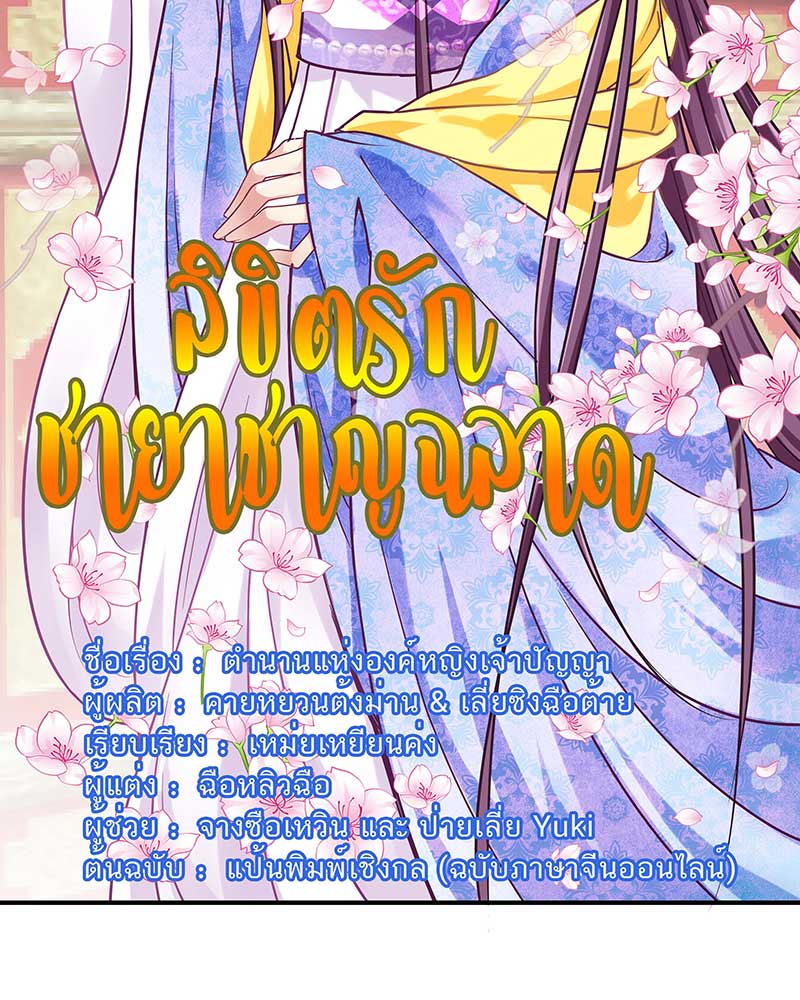 ลิขิตรัก
ชายาชาญฉลาด
ชื่อเรื่อง : ตำนานแห่งองค์หญิงเจ้าปัญญา
ผู้ผลิต : คายหยวนต้งม่าน & เลี่ยซิงฉือต้าย
เรียบเรียง : เหม่ยเหยียนค่ง
ผู้แต่ง : ฉือหลิวฉือ
ผู้ช่วย : จางซือเหวิน และ ป่ายเลี่ย Yuki
ต้นฉบับ : แป้นพิมพ์เชิงกล (ฉบับภาษาจีนออนไลน์)